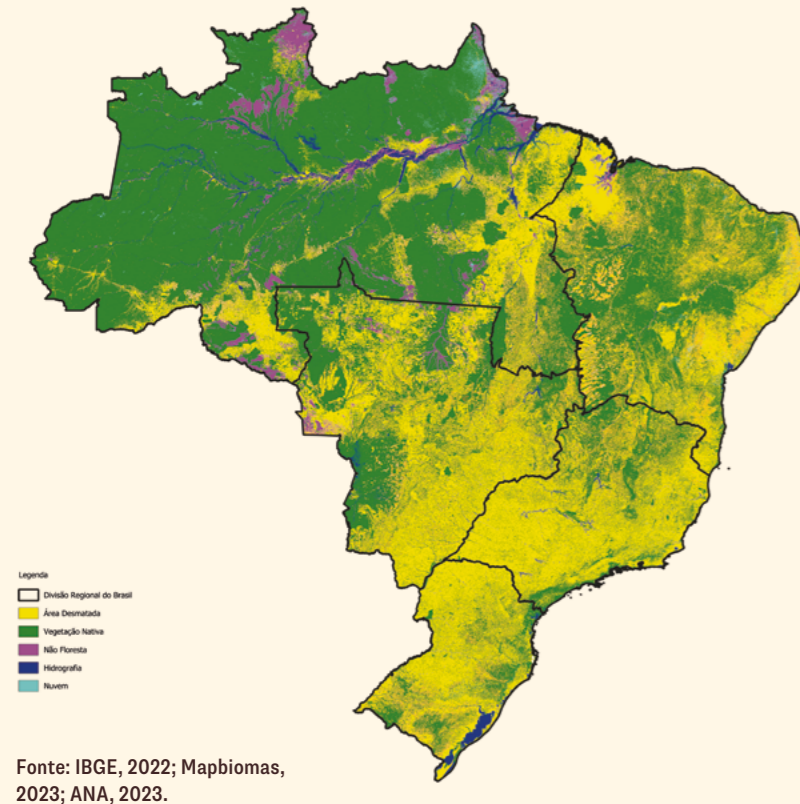 Legenda
Divisão Regional do Brasil
Área Desmatada
Vegetação Nativa
Não Floresta
Hidrografia
Nuvem
Fonte: IBGE, 2022; Mapbiomas,
2023; ANA, 2023.